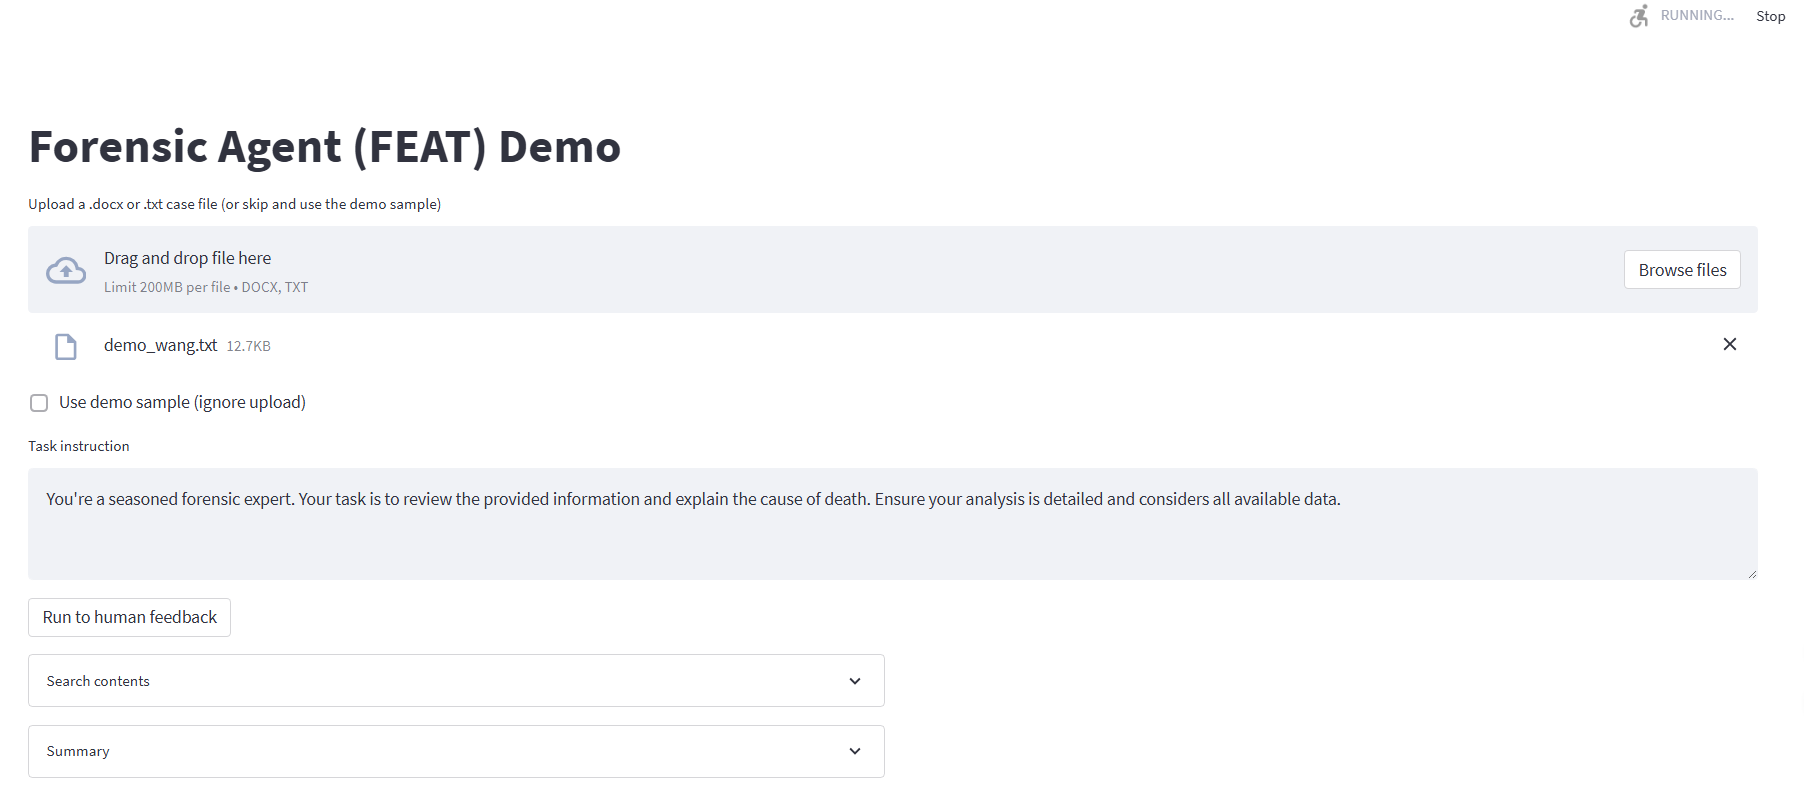 RUNNING...
Stop
Forensic Agent (FEAT) Demo
Upload a .docx or .txt case file (or skip and use the demo sample)
Drag and drop file here
Limit 200MB per file • DOCX, TXT
Browse files
demo_wang.txt 12.7KB
Use demo sample (ignore upload)
Task instruction
You're a seasoned forensic expert. Your task is to review the provided information and explain the cause of death. Ensure your analysis is detailed and considers all available data.
Run to human feedback
Search contents
Summary